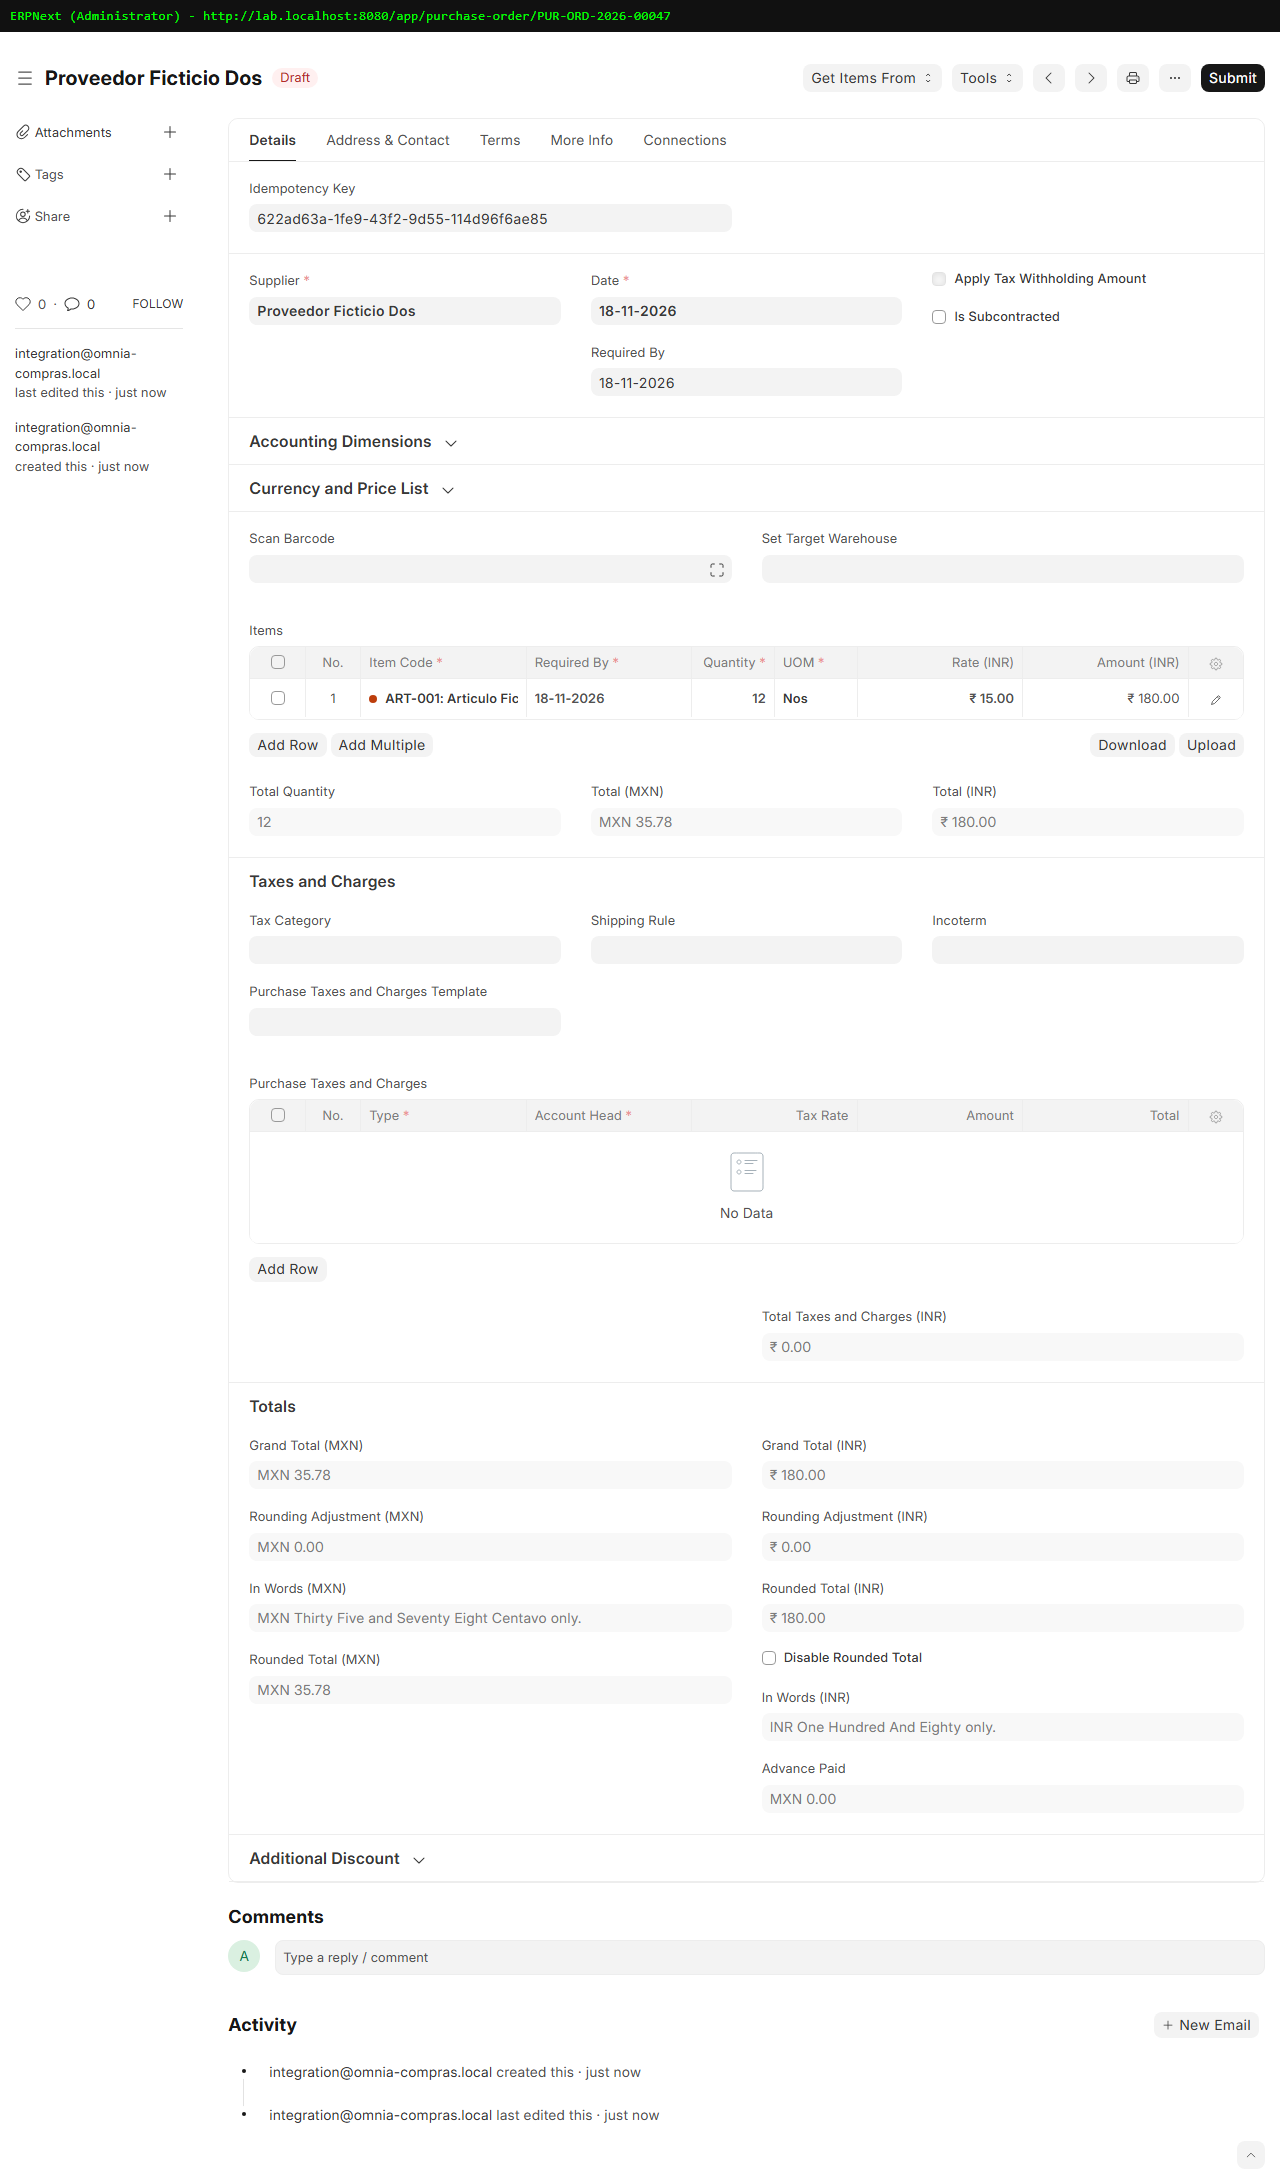 ERPNext (Administrator) - http://lab.localhost:8080/app/purchase-order/PUR-ORD-2026-00047
Proveedor Ficticio Dos
Draft
Get Items From
Tools
Submit
Attachments
Tags
Share
0 · 0
FOLLOW
integration@omnia-
compras.local
last edited this · just now
integration@omnia-
compras.local
created this · just now
Details
Address & Contact
Terms
More Info
Connections
Idempotency Key
622ad63a-1fe9-43f2-9d55-114d96f6ae85
Supplier *
Proveedor Ficticio Dos
Date *
18-11-2026
Required By
18-11-2026
Apply Tax Withholding Amount
Is Subcontracted
Accounting Dimensions
Currency and Price List
Scan Barcode
Set Target Warehouse
Items
No. Item Code * Required By * Quantity * UOM * Rate (INR) Amount (INR)
1 ART-001: Articulo Fic 18-11-2026 12 Nos ₹ 15.00 ₹ 180.00
Add Row
Add Multiple
Download
Upload
Total Quantity
12
Total (MXN)
MXN 35.78
Total (INR)
₹ 180.00
Taxes and Charges
Tax Category
Shipping Rule
Incoterm
Purchase Taxes and Charges Template
Purchase Taxes and Charges
No. Type * Account Head * Tax Rate Amount Total
No Data
Add Row
Total Taxes and Charges (INR)
₹ 0.00
Totals
Grand Total (MXN)
MXN 35.78
Grand Total (INR)
₹ 180.00
Rounding Adjustment (MXN)
MXN 0.00
Rounding Adjustment (INR)
₹ 0.00
In Words (MXN)
MXN Thirty Five and Seventy Eight Centavo only.
Rounded Total (INR)
₹ 180.00
Rounded Total (MXN)
MXN 35.78
Disable Rounded Total
In Words (INR)
INR One Hundred And Eighty only.
Advance Paid
MXN 0.00
Additional Discount
Comments
A
Type a reply / comment
Activity
New Email
integration@omnia-compras.local created this · just now
integration@omnia-compras.local last edited this · just now